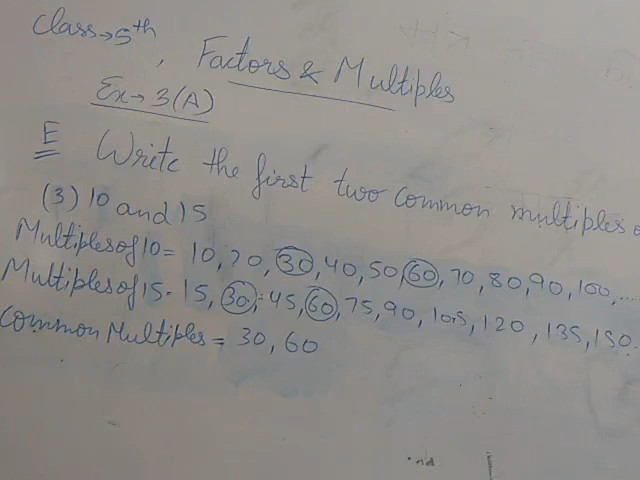 Class→5th
, Factors & Multiples
Ex→ 3(A)
E Write the first two common multiples
(3) 10 and 15
Multiples of 10 = 10, 20, 30, 40, 50, 60, 70, 80, 90, 100, ...
Multiples of 15 - 15, 30, 45, 60, 75, 90, 105, 120, 135, 150.
Common Multiples = 30, 60